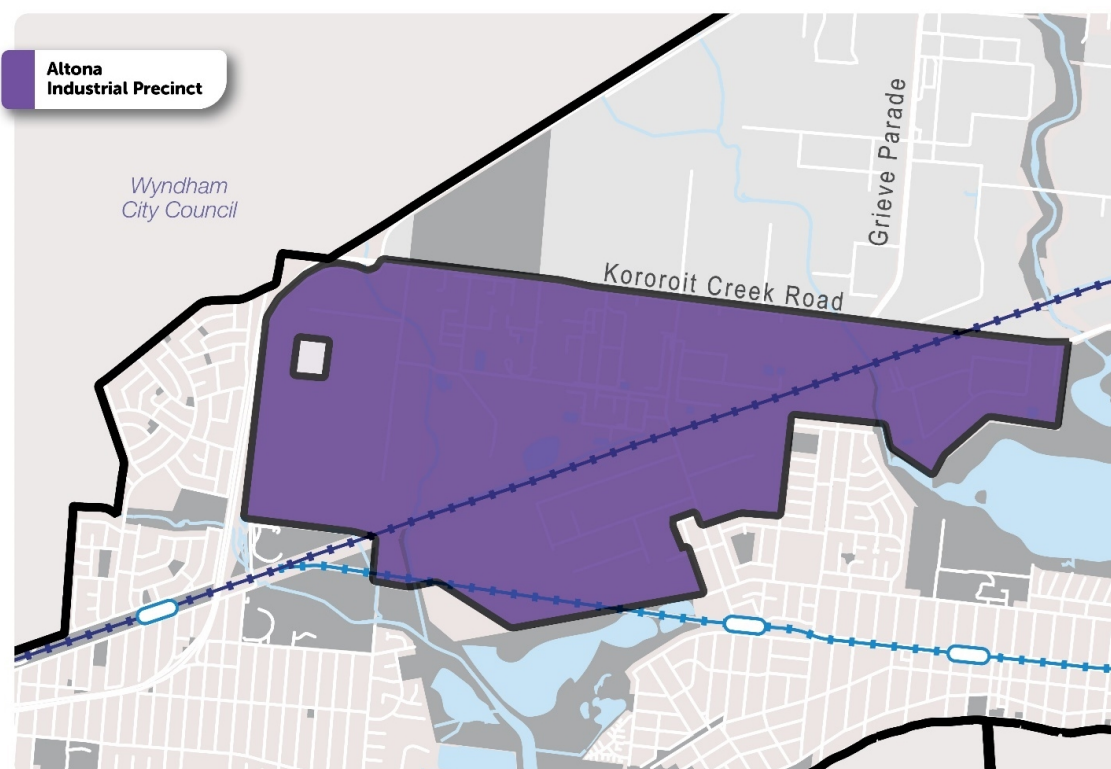 Altona
Industrial Precinct
Wyndham
City Council
Grieve Parade
Kororoit Creek Road